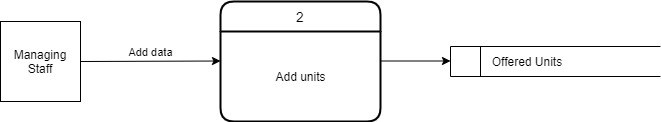 Managing
Staff
Add data
2
Add units
Offered Units